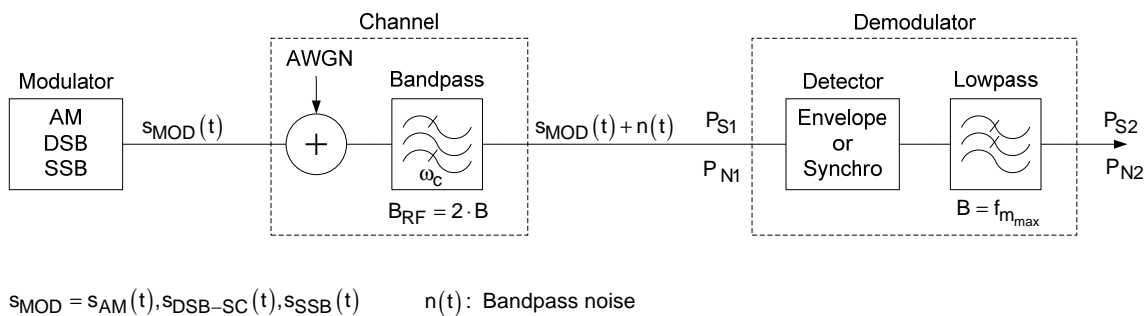 Channel
Demodulator
AWGN
Modulator
Bandpass
Detector
Lowpass
AM
DSB
SSB
s_MOD(t)
+
ω_c
s_MOD(t) + n(t)
P_S1
P_N1
Envelope
or
Synchro
P_S2
P_N2
B_RF = 2 · B
B = f_m_max
s_MOD = s_AM(t), s_DSB–SC(t), s_SSB(t)
n(t): Bandpass noise